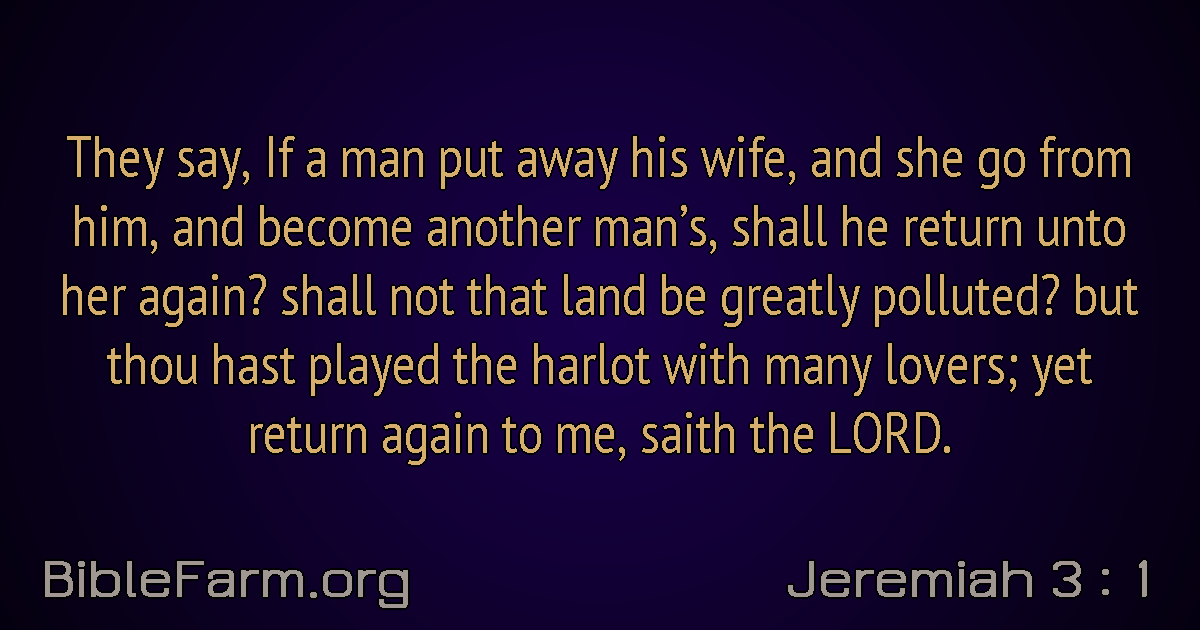 They say, If a man put away his wife, and she go from
him, and become another man’s, shall he return unto
her again? shall not that land be greatly polluted? but
thou hast played the harlot with many lovers; yet
return again to me, saith the LORD.
BibleFarm.org
Jeremiah 3 : 1